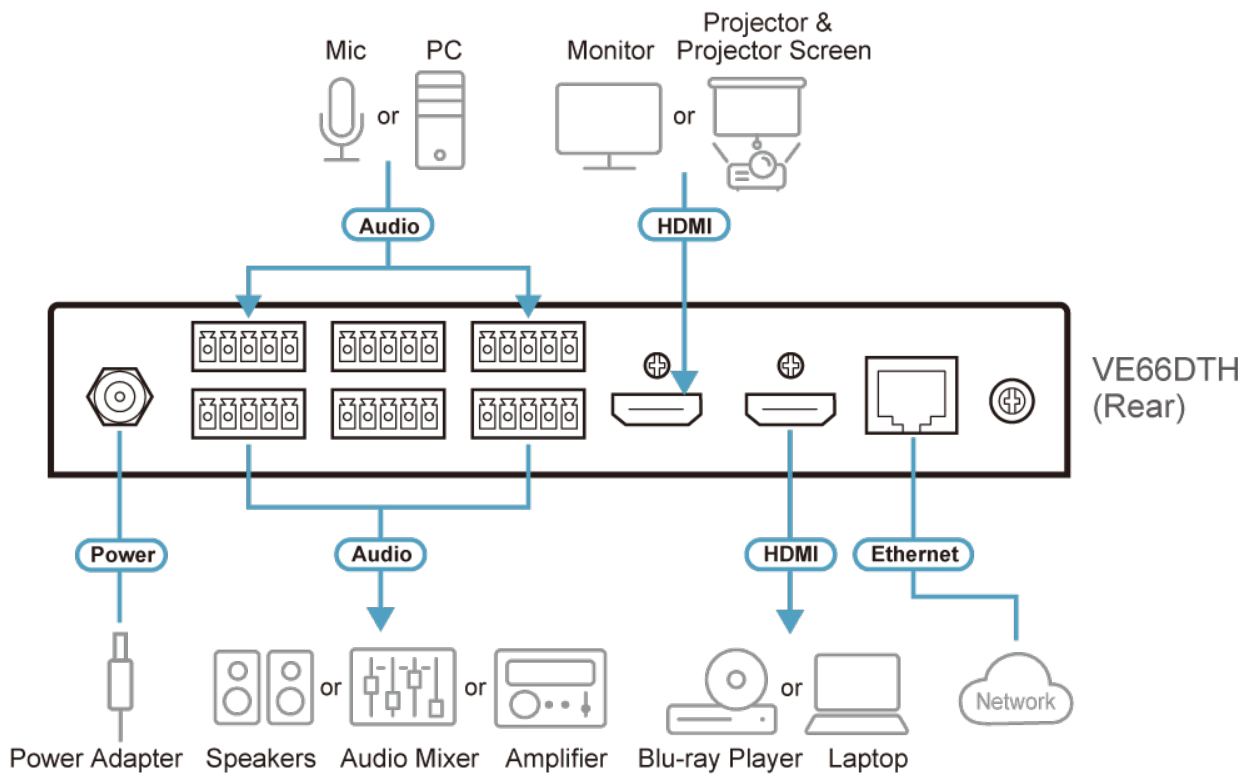 Projector &
Mic
PC
Monitor
Projector Screen
or
or
Audio
HDMI
VE66DTH
(Rear)
Power
Audio
HDMI
Ethernet
or
or
or
Network
Power Adapter
Speakers
Audio Mixer
Amplifier
Blu-ray Player
Laptop